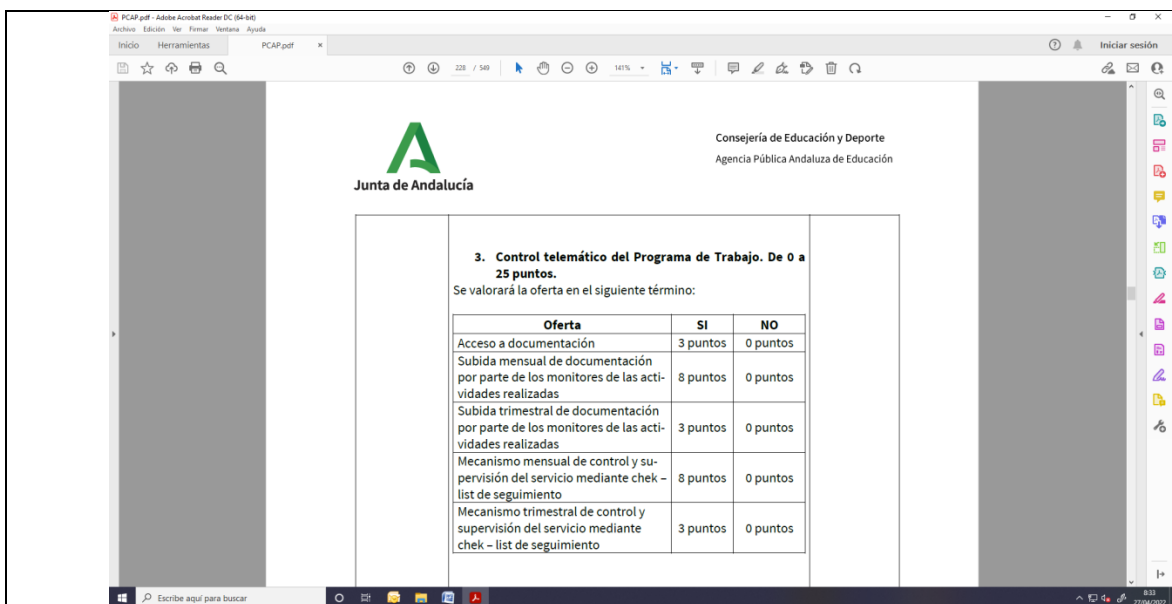 PCAP.pdf - Adobe Acrobat Reader DC (64-bit)
Archivo Edición Ver Firmar Ventana Ayuda
Inicio Herramientas PCAP.pdf × Iniciar sesión
228 / 549 141%
Junta de Andalucía
Consejería de Educación y Deporte
Agencia Pública Andaluza de Educación
3. Control telemático del Programa de Trabajo. De 0 a
25 puntos.
Se valorará la oferta en el siguiente término:
Oferta SI NO
Acceso a documentación 3 puntos 0 puntos
Subida mensual de documentación
por parte de los monitores de las acti-
vidades realizadas
8 puntos 0 puntos
Subida trimestral de documentación
por parte de los monitores de las acti-
vidades realizadas
3 puntos 0 puntos
Mecanismo mensual de control y su-
pervisión del servicio mediante chek –
list de seguimiento
8 puntos 0 puntos
Mecanismo trimestral de control y
supervisión del servicio mediante
chek – list de seguimiento
3 puntos 0 puntos
Escribe aquí para buscar
8:33
27/04/2022